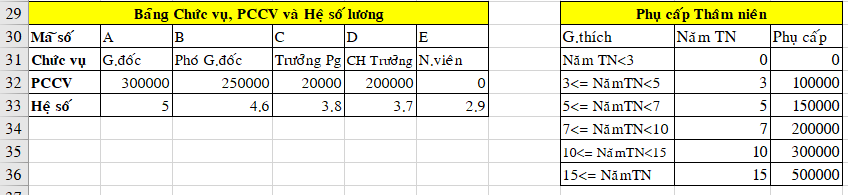 29 Bảng Chức vụ, PCCV và Hệ số lương Phụ cấp Thâm niên
30 Mã số A B C D E G.thích Năm TN Phụ cấp
31 Chức vụ G.đốc Phó G.đốc Trưởng Pg CH Trưởng N.viên Năm TN<3 0 0
32 PCCV 300000 250000 20000 200000 0 3<= NămTN<5 3 100000
33 Hệ số 5 4.6 3.8 3.7 2.9 5<= NămTN<7 5 150000
34 7<= NămTN<10 7 200000
35 10<= NămTN<15 10 300000
36 15<= NămTN 15 500000